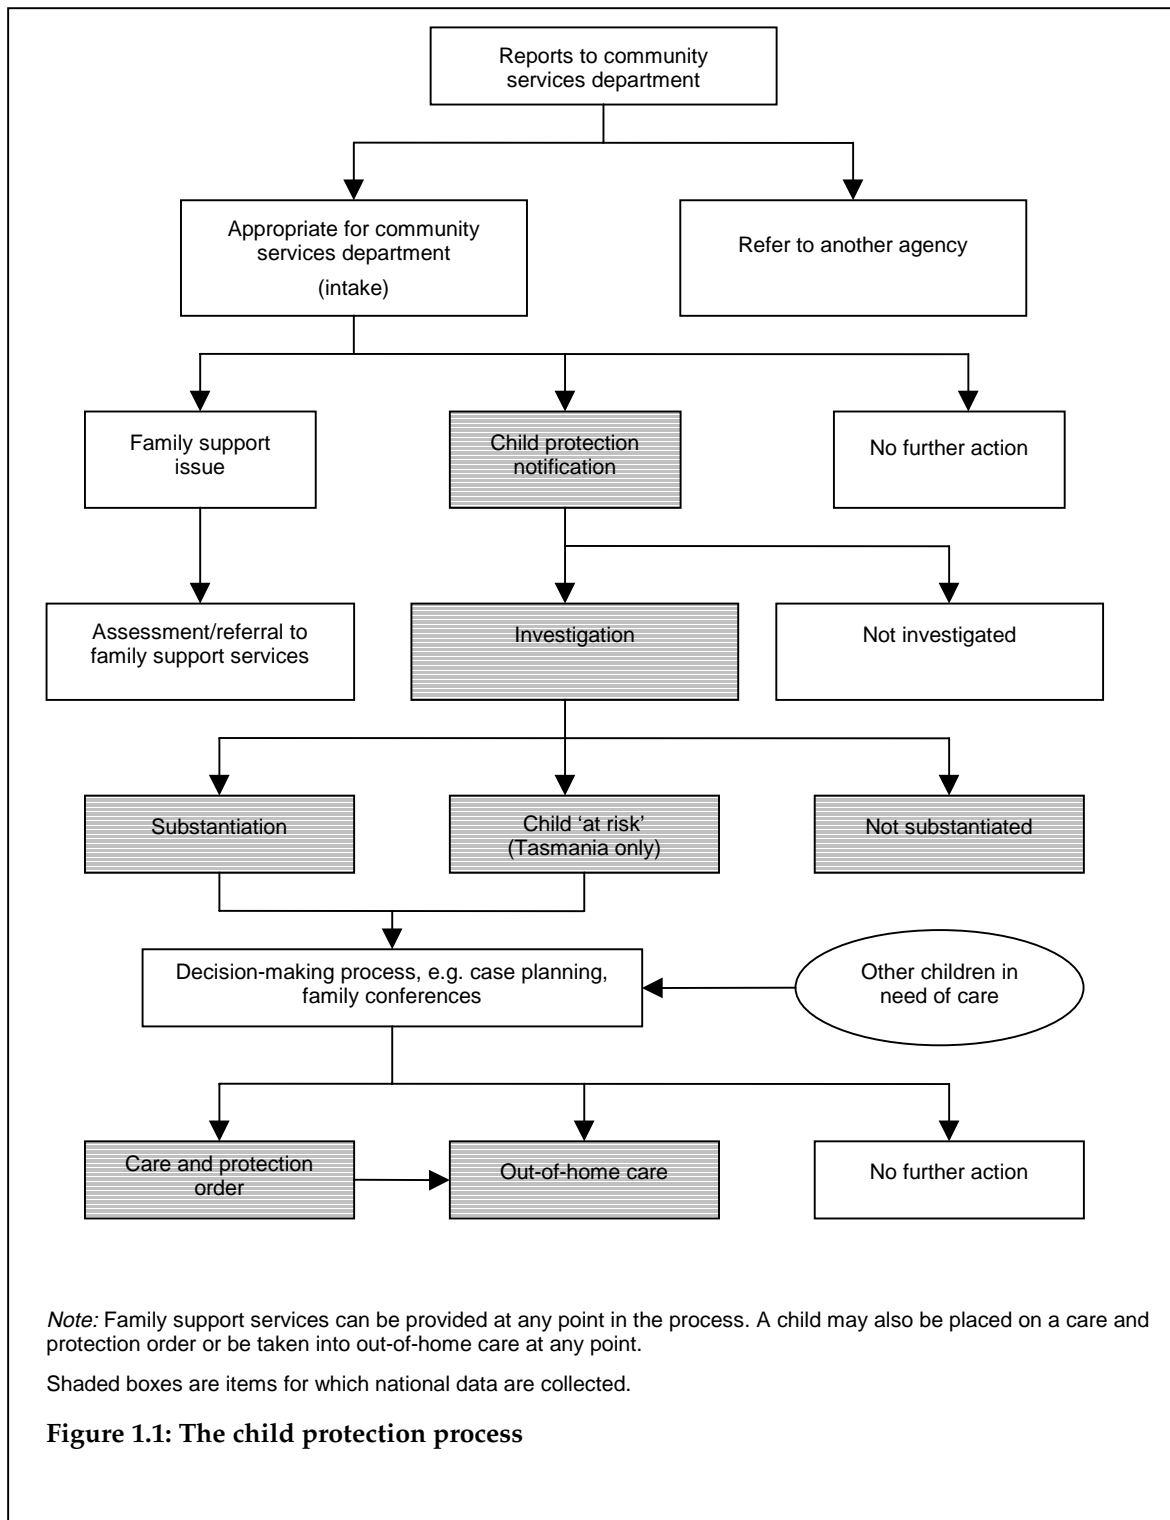 Reports to community
services department
Appropriate for community
services department
(intake)
Refer to another agency
Family support
issue
Child protection
notification
No further action
Assessment/referral to
family support services
Investigation
Not investigated
Substantiation
Child ‘at risk’
(Tasmania only)
Not substantiated
Decision-making process, e.g. case planning,
family conferences
Other children in
need of care
Care and protection
order
Out-of-home care
No further action
Note: Family support services can be provided at any point in the process. A child may also be placed on a care and
protection order or be taken into out-of-home care at any point.
Shaded boxes are items for which national data are collected.
Figure 1.1: The child protection process